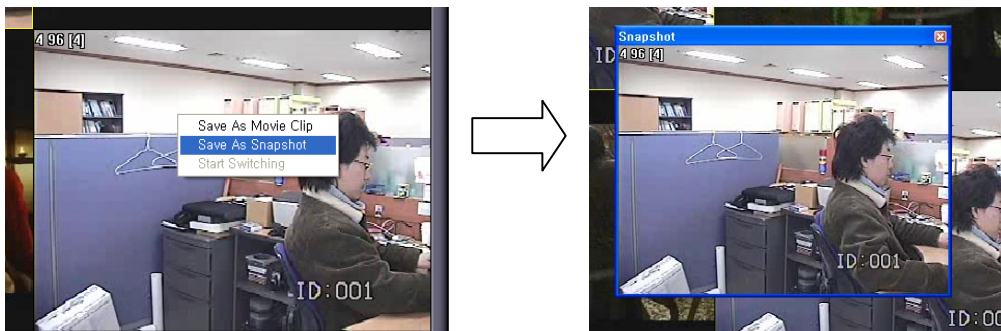 4 96 [4]
Save As Movie Clip
Save As Snapshot
Start Switching
ID:001
Snapshot
ID
4 96 [4]
ID:001
ID:00